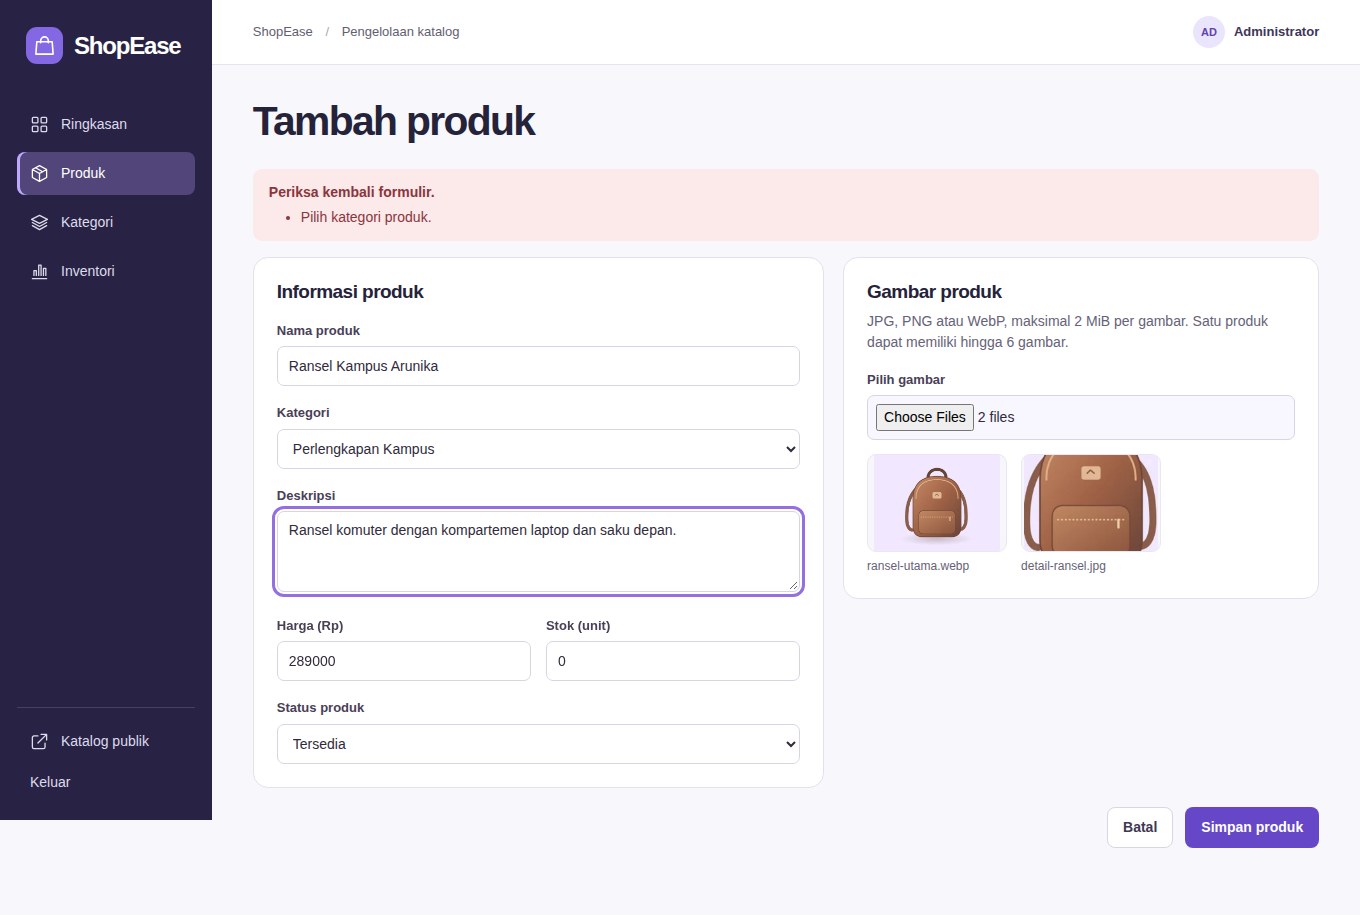 ShopEase
Ringkasan
Produk
Kategori
Inventori
Katalog publik
Keluar
ShopEase / Pengelolaan katalog
AD Administrator
Tambah produk
Periksa kembali formulir.
• Pilih kategori produk.
Informasi produk
Nama produk
Ransel Kampus Arunika
Kategori
Perlengkapan Kampus
Deskripsi
Ransel komuter dengan kompartemen laptop dan saku depan.
Harga (Rp) Stok (unit)
289000 0
Status produk
Tersedia
Gambar produk
JPG, PNG atau WebP, maksimal 2 MiB per gambar. Satu produk
dapat memiliki hingga 6 gambar.
Pilih gambar
Choose Files 2 files
ransel-utama.webp detail-ransel.jpg
Batal Simpan produk